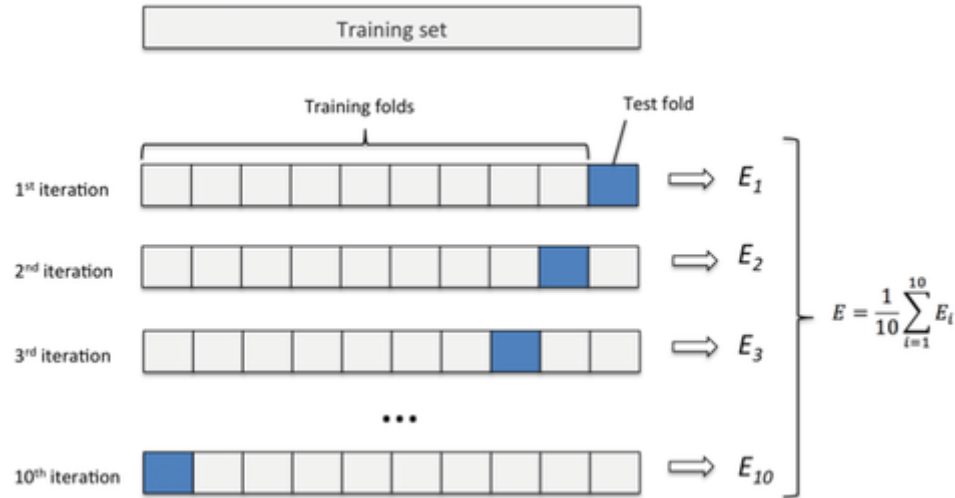 Training set
Training folds
Test fold
1st iteration
E1
2nd iteration
E2
3rd iteration
E3
E = 1/10 10∑i=1 Ei
...
10th iteration
E10